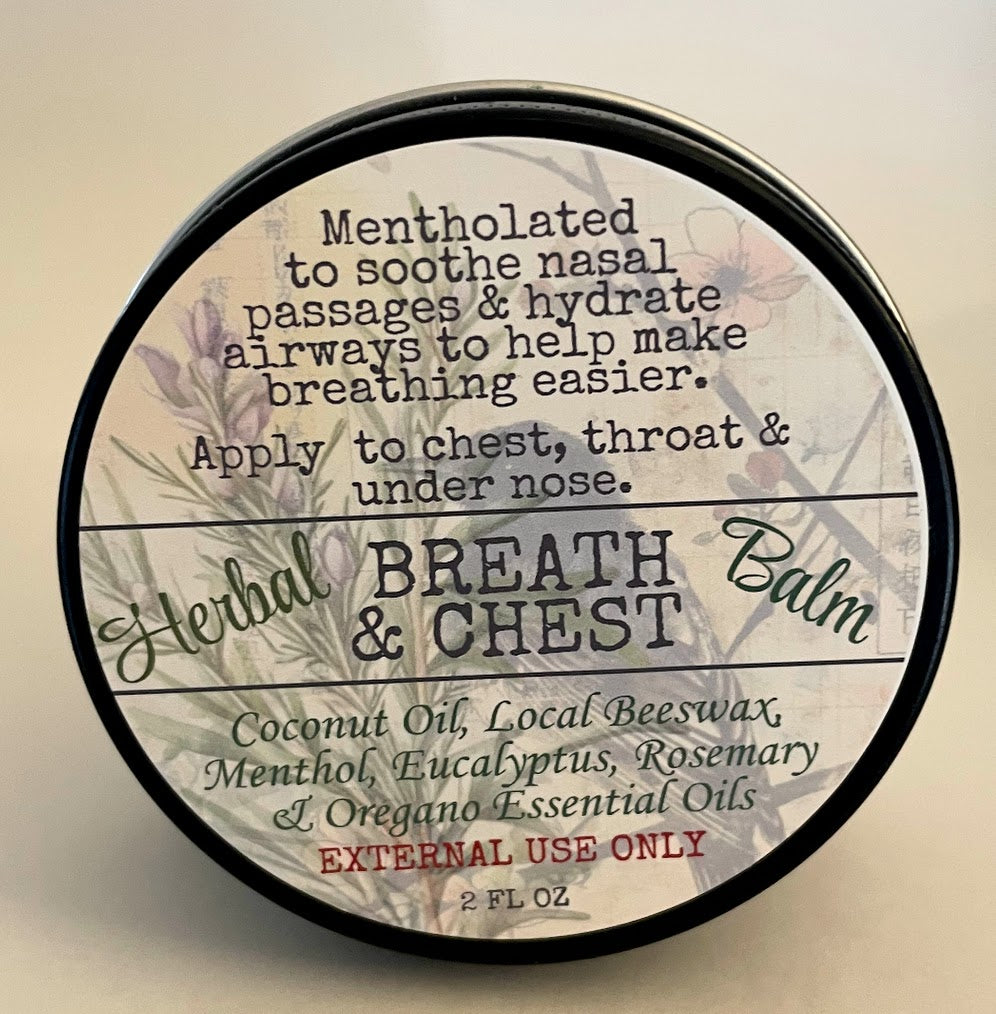 Mentholated
to soothe nasal
passages & hydrate
airways to help make
breathing easier.
Apply to chest, throat &
under nose.
Herbal BREATH Balm
& CHEST
Coconut Oil, Local Beeswax,
Menthol, Eucalyptus, Rosemary
& Oregano Essential Oils
EXTERNAL USE ONLY
2 FL OZ